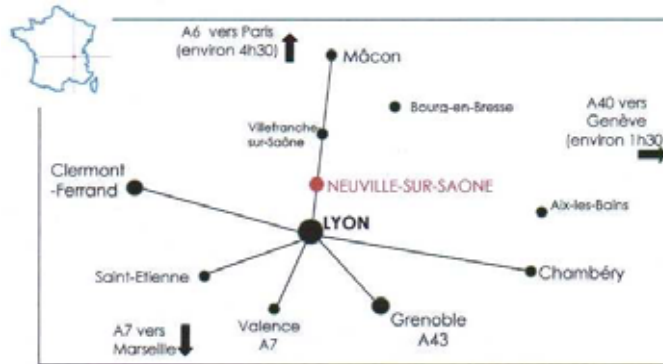 A6 vers Paris
(environ 4h30)
Mâcon
Bourg-en-Bresse
A40 vers
Genève
(environ 1h30)
Villefranche
sur-Saône
Clermont
-Ferrand
NEUVILLE-SUR-SAONE
Aix-les-Bains
LYON
Saint-Etienne
Chambéry
Valence
A7
Grenoble
A43
A7 vers
Marseille